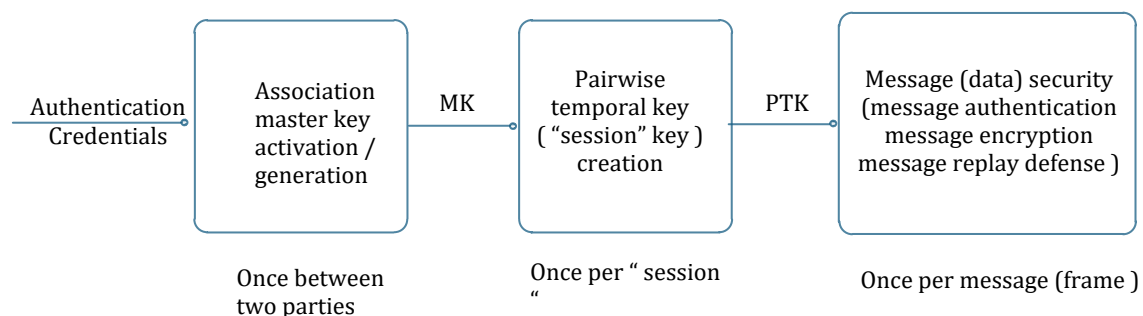 Authentication
Credentials
Association
master key
activation /
generation
MK
Pairwise
temporal key
( “session” key )
creation
PTK
Message (data) security
(message authentication
message encryption
message replay defense )
Once between
two parties
Once per “ session
“
Once per message (frame )